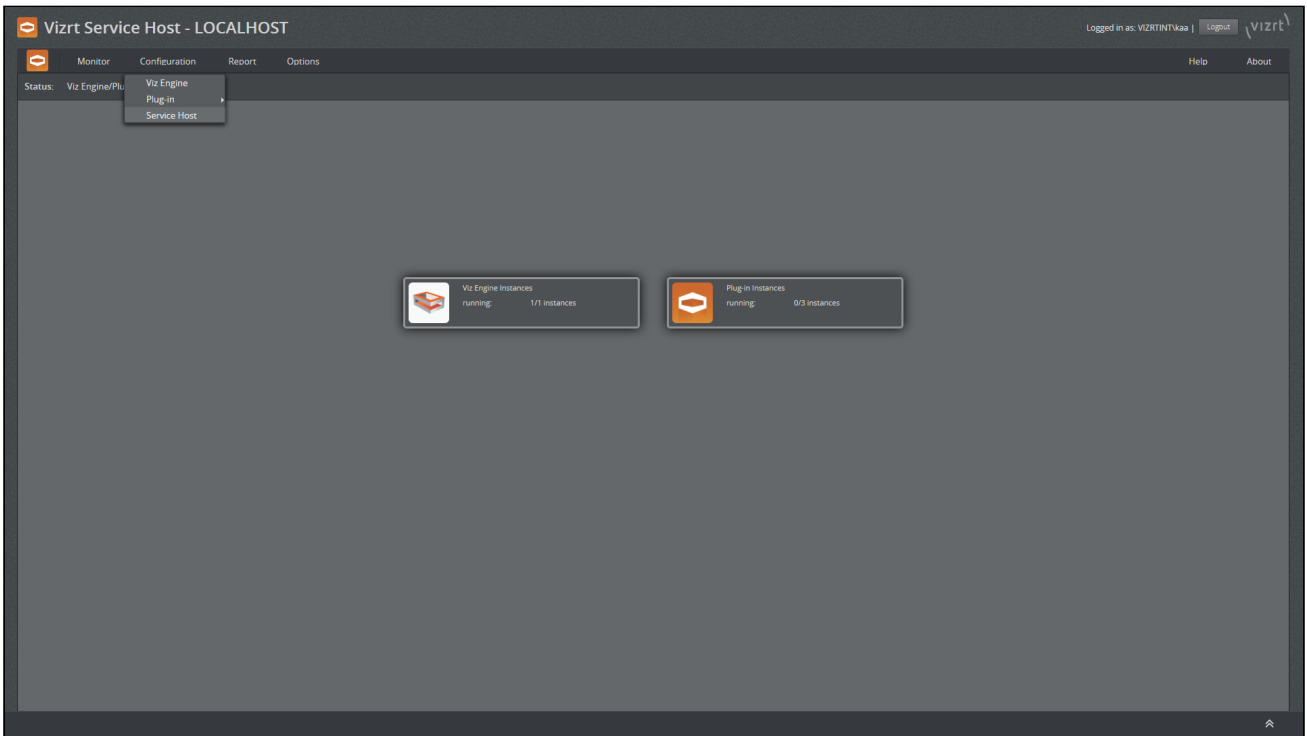 Vizrt Service Host - LOCALHOST
Logged in as: VIZRTINT\kaa | Logout
vizrt
Monitor Configuration Report Options Help About
Status: Viz Engine/Plu
Viz Engine
Plug-in
Service Host
Viz Engine Instances
running: 1/1 instances
Plug-in Instances
running: 0/3 instances